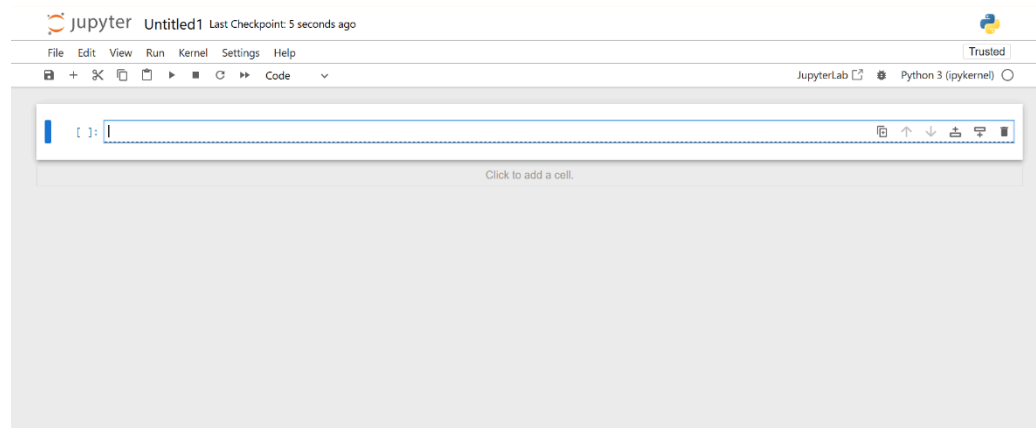 jupyter Untitled1 Last Checkpoint: 5 seconds ago
File Edit View Run Kernel Settings Help Trusted
Code JupyterLab Python 3 (ipykernel)
[ ]:
Click to add a cell.